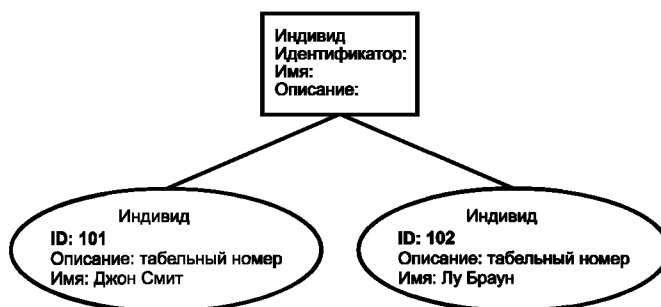 Индивид
Идентификатор:
Имя:
Описание:
Индивид
ID: 101
Описание: табельный номер
Имя: Джон Смит
Индивид
ID: 102
Описание: табельный номер
Имя: Лу Браун